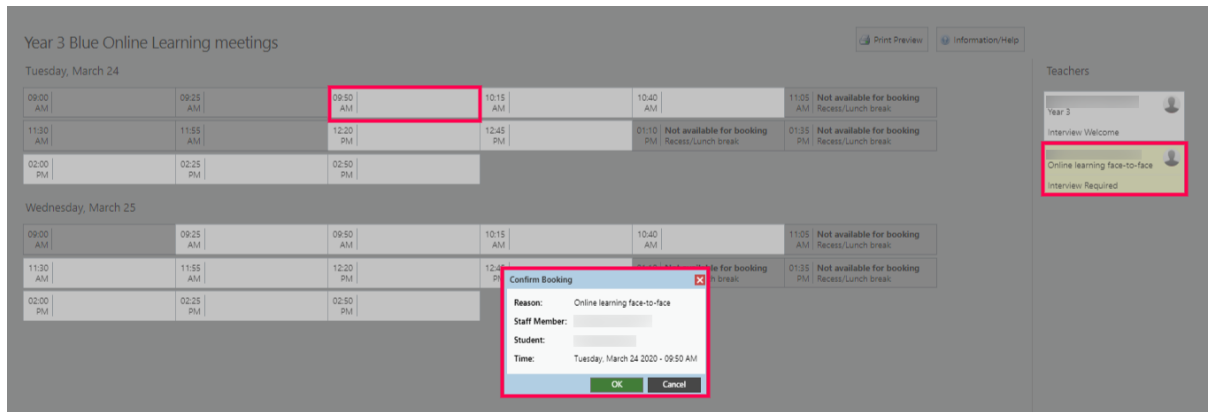 Year 3 Blue Online Learning meetings
Print Preview
Information/Help
Tuesday, March 24
09:00 AM
09:25 AM
09:50 AM
10:15 AM
10:40 AM
11:05 AM Not available for booking
Recess/Lunch break
11:30 AM
11:55 AM
12:20 PM
12:45 PM
01:10 PM Not available for booking
Recess/Lunch break
01:35 PM Not available for booking
Recess/Lunch break
02:00 PM
02:25 PM
02:50 PM
Wednesday, March 25
09:00 AM
09:25 AM
09:50 AM
10:15 AM
10:40 AM
11:05 AM Not available for booking
Recess/Lunch break
11:30 AM
11:55 AM
12:20 PM
for booking
break
01:35 PM Not available for booking
Recess/Lunch break
02:00 PM
02:25 PM
02:50 PM
Teachers
Year 3
Interview Welcome
Online learning face-to-face
Interview Required
Confirm Booking
Reason: Online learning face-to-face
Staff Member:
Student:
Time: Tuesday, March 24 2020 - 09:50 AM
OK
Cancel